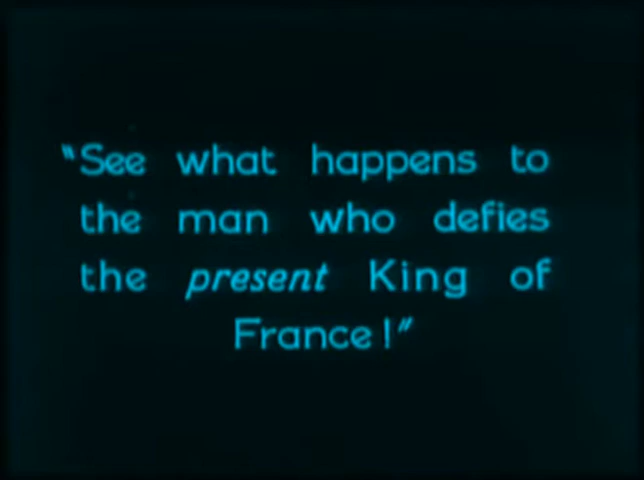 "See what happens to
the man who defies
the present King of
France!"